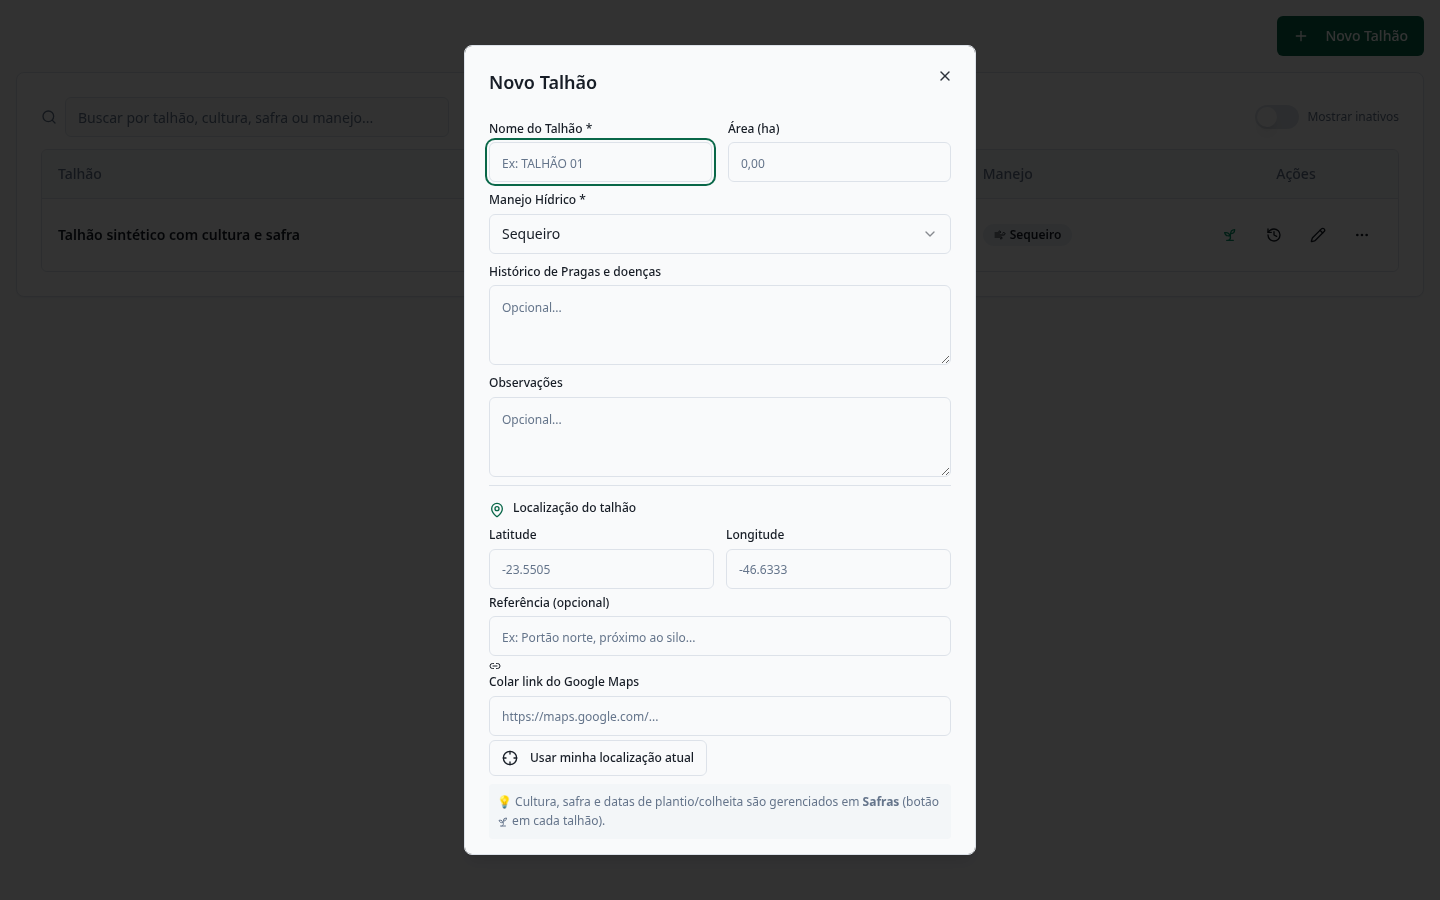 Novo Talhão
Buscar por talhão, cultura, safra ou manejo...
Mostrar inativos
Talhão
Manejo
Ações
Talhão sintético com cultura e safra
Sequeiro
Novo Talhão
Nome do Talhão *
Área (ha)
Ex: TALHÃO 01
0,00
Manejo Hídrico *
Sequeiro
Histórico de Pragas e doenças
Opcional...
Observações
Opcional...
Localização do talhão
Latitude
Longitude
-23.5505
-46.6333
Referência (opcional)
Ex: Portão norte, próximo ao silo...
Colar link do Google Maps
https://maps.google.com/...
Usar minha localização atual
💡 Cultura, safra e datas de plantio/colheita são gerenciados em Safras (botão
em cada talhão).